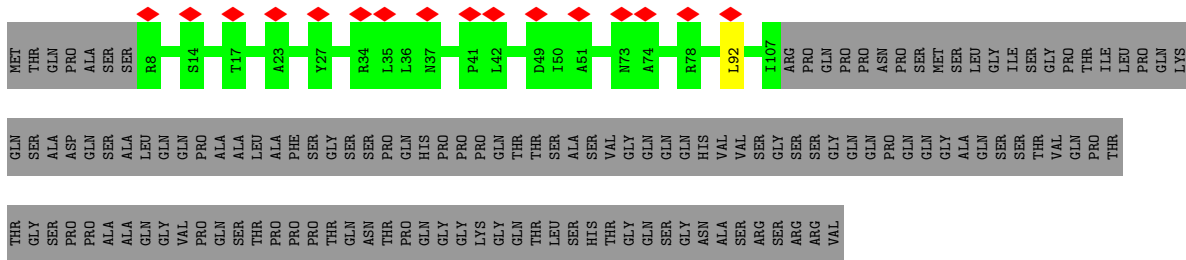 MET THR GLN PRO ALA SER SER R8 S14 T17 A23 Y27 R34 L35 L36 N37 P41 L42 D49 I50 A51 N73 A74 R78 L92 I107 ARG PRO GLN PRO PRO ASN PRO SER MET SER LEU GLY ILE SER GLY PRO THR ILE LEU PRO GLN LYS
GLN SER ALA ASP GLN SER ALA LEU GLN GLN PRO ALA ALA LEU ALA PHE SER GLY SER SER PRO GLN HIS PRO PRO PRO GLN THR THR SER ALA SER VAL GLY GLN GLN GLN HIS VAL VAL SER GLY SER SER GLY GLN GLN PRO GLN GLN GLY ALA GLN SER SER THR VAL GLN PRO THR
THR GLY SER PRO PRO ALA ALA GLN GLY VAL PRO GLN SER THR PRO PRO PRO THR GLN ASN THR PRO GLN GLY GLY LYS GLY GLN THR LEU SER HIS THR GLY GLN SER GLY ASN ALA SER ARG SER ARG ARG VAL